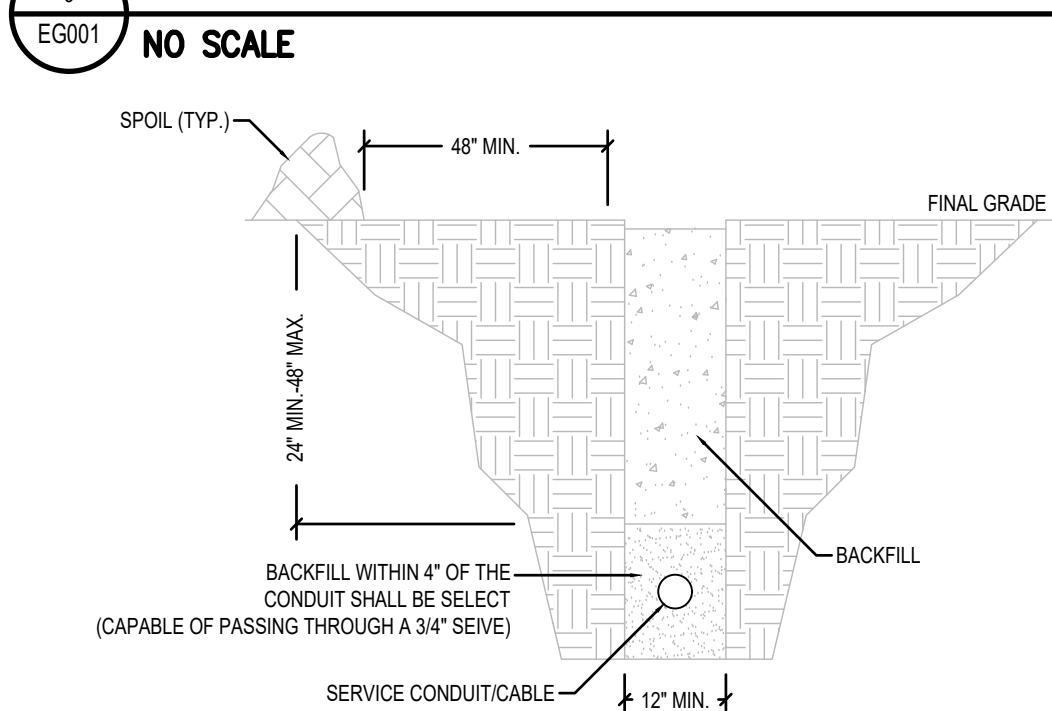 EG001
NO SCALE
SPOIL (TYP.)
48" MIN.
FINAL GRADE
24" MIN.-48" MAX.
BACKFILL
BACKFILL WITHIN 4" OF THE
CONDUIT SHALL BE SELECT
(CAPABLE OF PASSING THROUGH A 3/4" SEIVE)
SERVICE CONDUIT/CABLE
12" MIN.